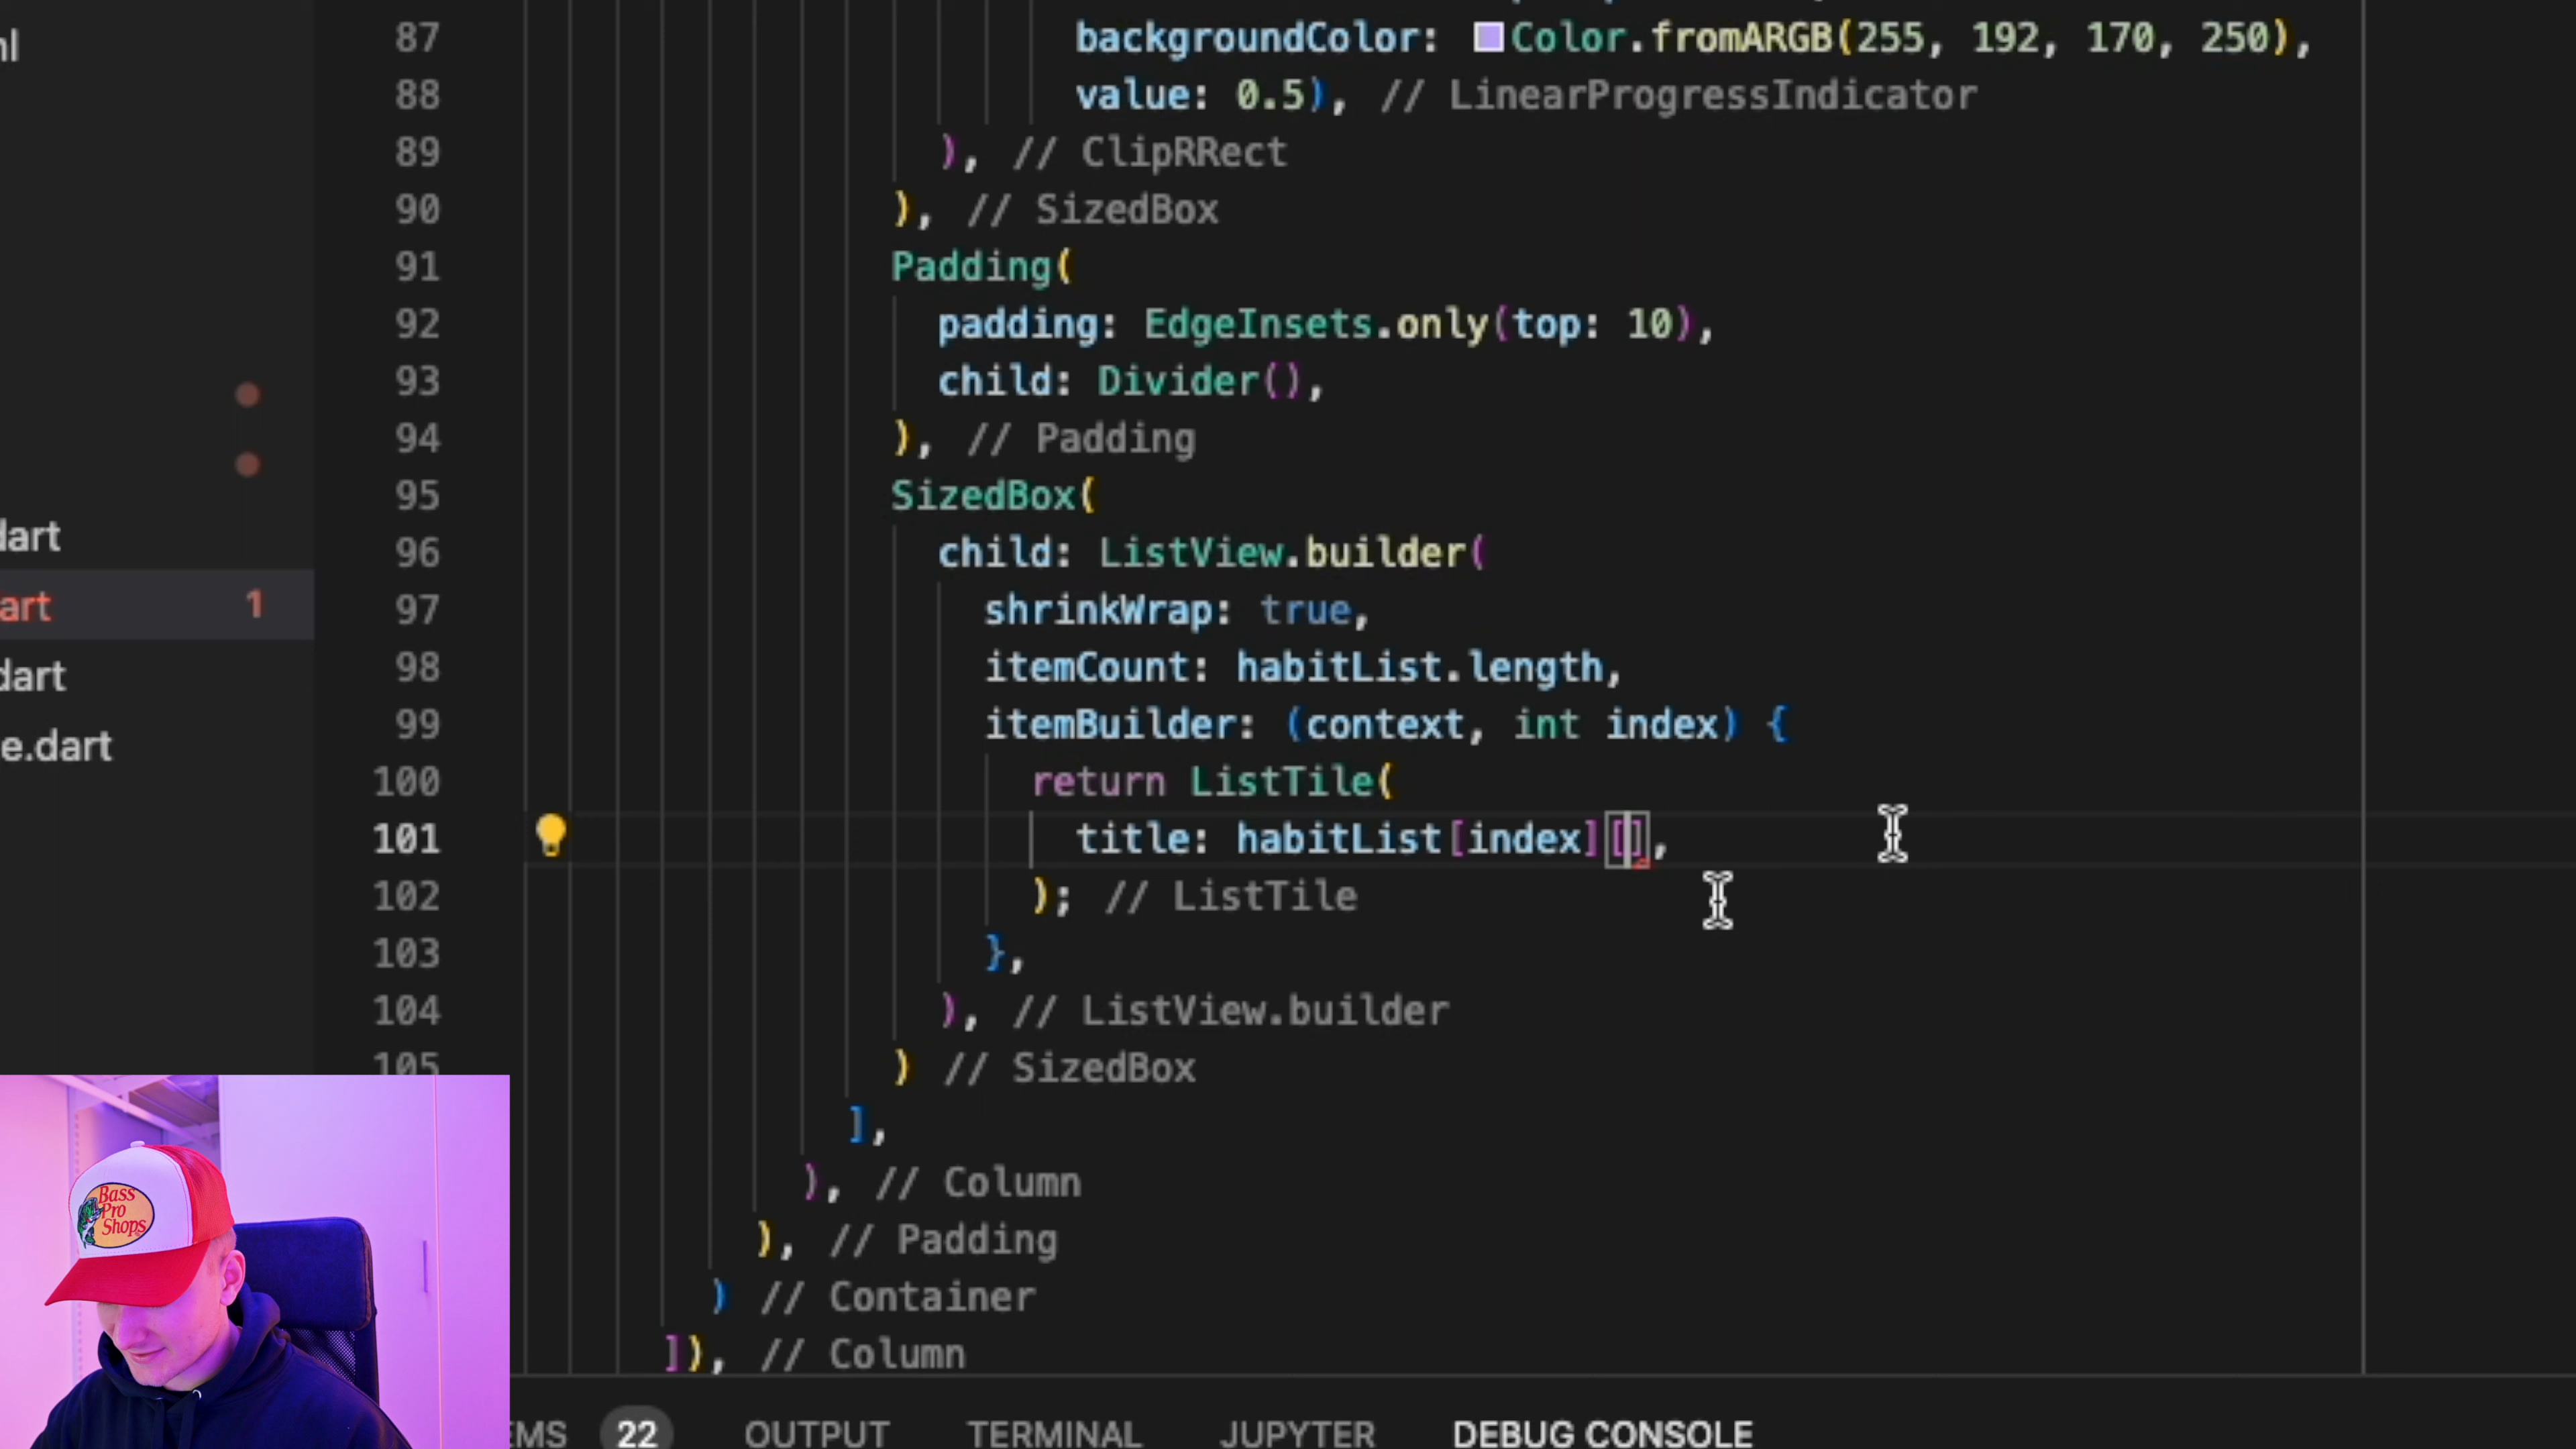 87 backgroundColor: Color.fromARGB(255, 192, 170, 250),
88 value: 0.5), // LinearProgressIndicator
89 ), // ClipRRect
90 ), // SizedBox
91 Padding(
92 padding: EdgeInsets.only(top: 10),
93 child: Divider(),
94 ), // Padding
95 SizedBox(
96 child: ListView.builder(
97 shrinkWrap: true,
98 itemCount: habitList.length,
99 itemBuilder: (context, int index) {
100 return ListTile(
101 title: habitList[index][],
102 ); // ListTile
103 },
104 ), // ListView.builder
105 ) // SizedBox
],
), // Column
), // Padding
) // Container
]), // Column
dart
art 1
dart
e.dart
Bass
Pro
Shops
EMS 22 OUTPUT TERMINAL JUPYTER DEBUG CONSOLE